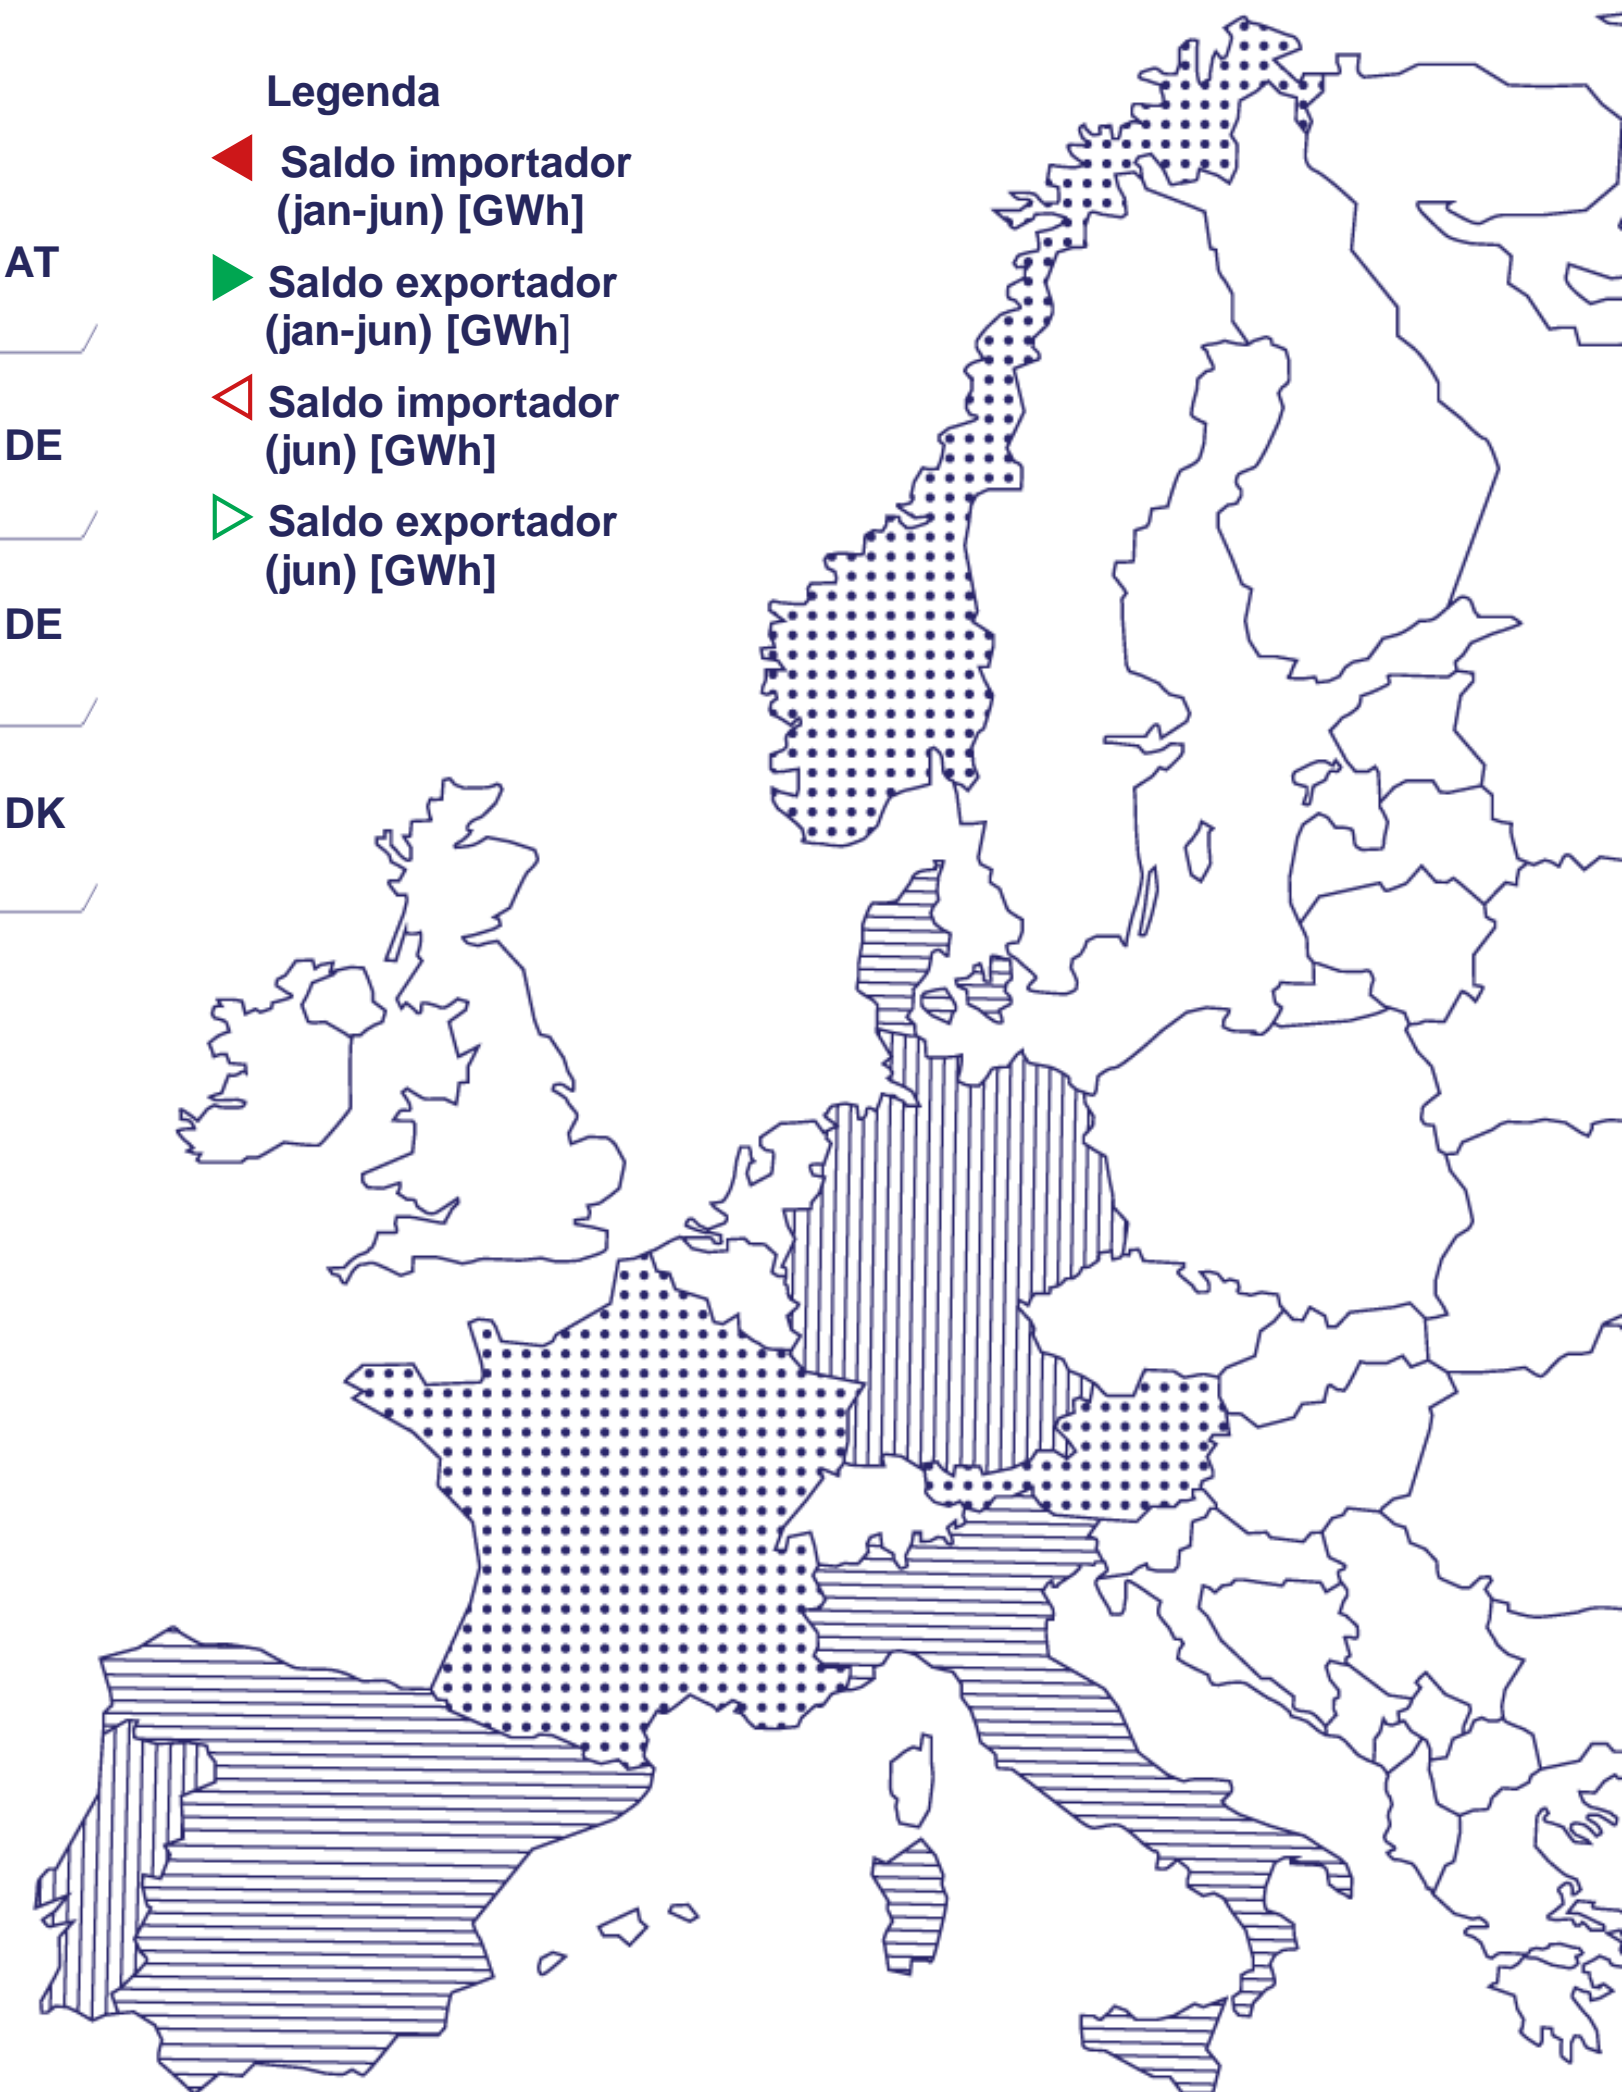 Legenda
Saldo importador
(jan-jun) [GWh]
Saldo exportador
(jan-jun) [GWh]
Saldo importador
(jun) [GWh]
Saldo exportador
(jun) [GWh]
AT
DE
DE
DK